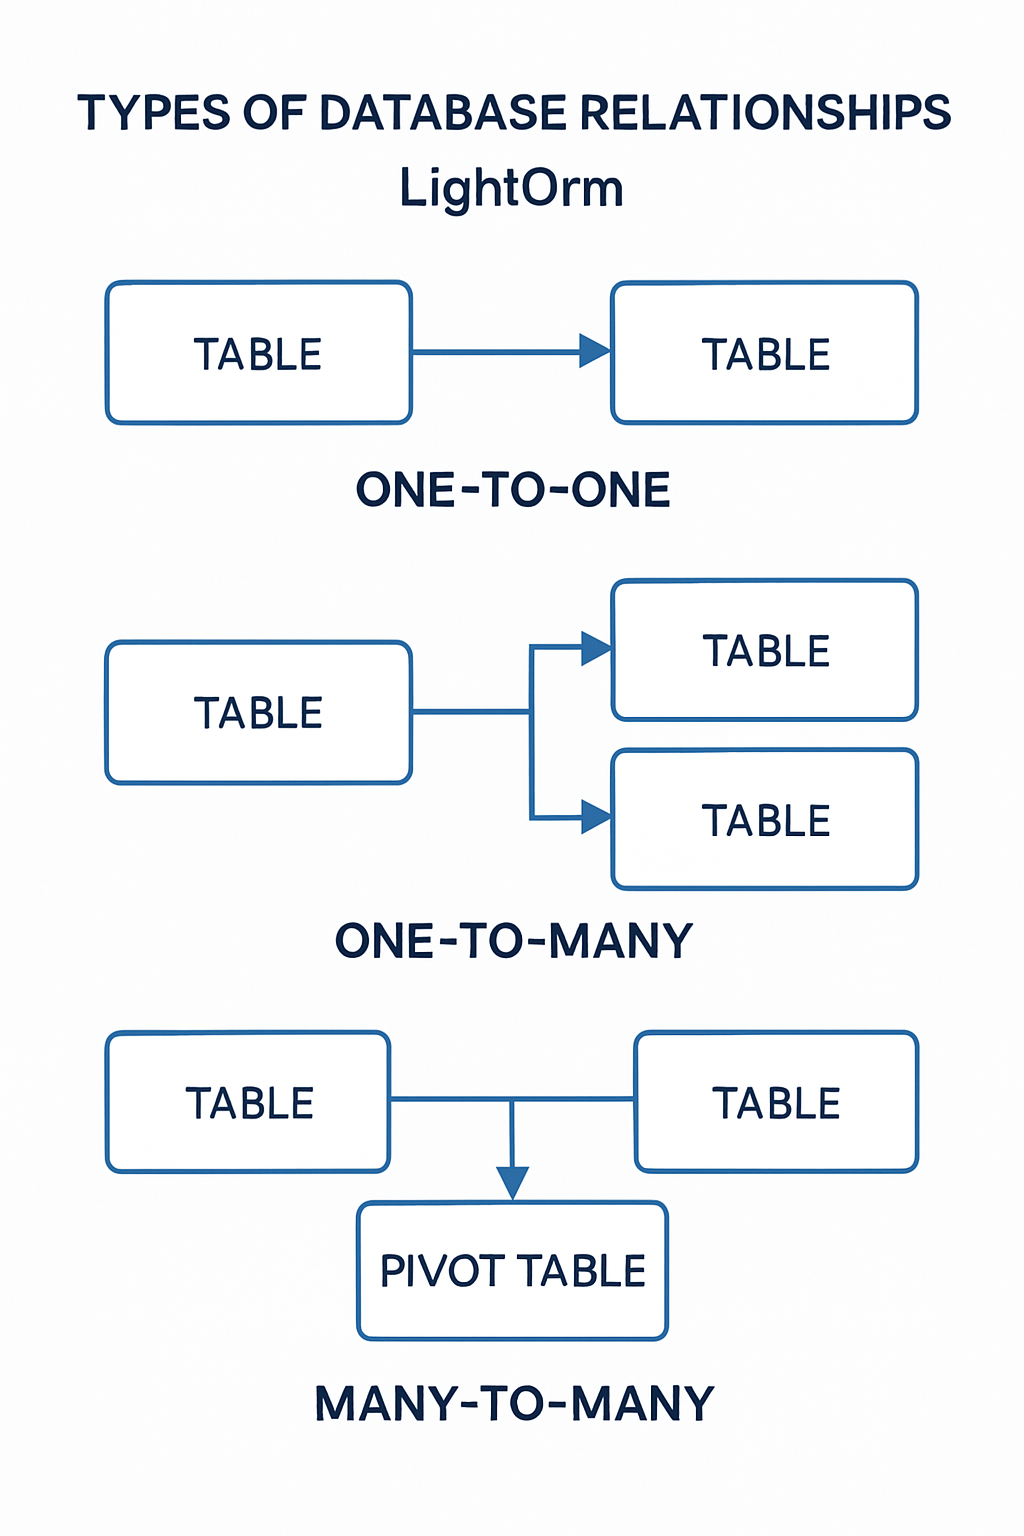 TYPES OF DATABASE RELATIONSHIPS
LightOrm
TABLE
TABLE
ONE-TO-ONE
TABLE
TABLE
TABLE
ONE-TO-MANY
TABLE
TABLE
PIVOT TABLE
MANY-TO-MANY